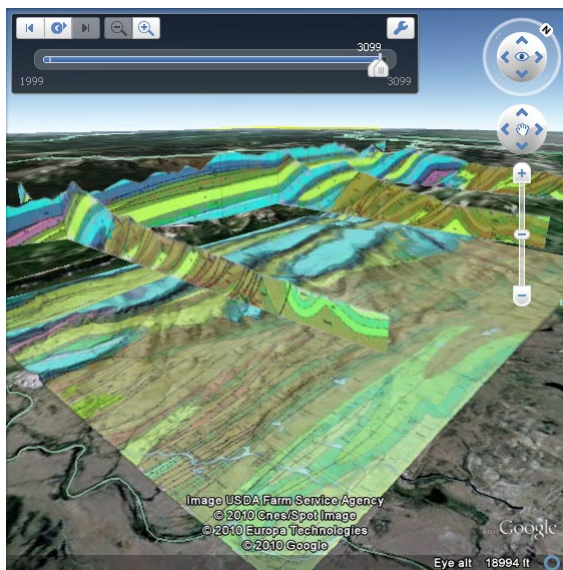 3099
1999
3099
N
Image USDA Farm Service Agency
© 2010 Cnes/Spot Image
© 2010 Europa Technologies
© 2010 Google
Google
Eye alt 18994 ft